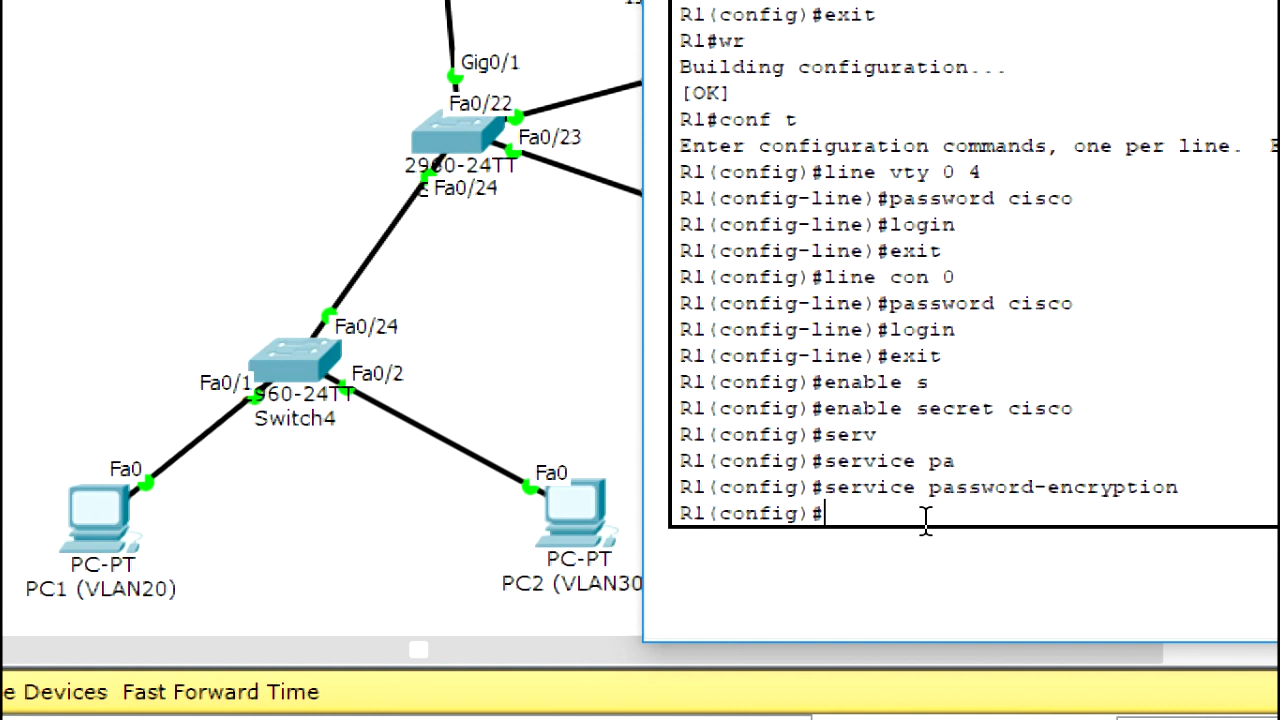 Gig0/1
Fa0/22
Fa0/23
2960-24TT
Fa0/24
Fa0/24
Fa0/1
Fa0/2
960-24TT
Switch4
Fa0
PC-PT
PC1 (VLAN20)
Fa0
PC-PT
PC2 (VLAN30
R1(config)#exit
R1#wr
Building configuration...
[OK]
R1#conf t
Enter configuration commands, one per line.
R1(config)#line vty 0 4
R1(config-line)#password cisco
R1(config-line)#login
R1(config-line)#exit
R1(config)#line con 0
R1(config-line)#password cisco
R1(config-line)#login
R1(config-line)#exit
R1(config)#enable s
R1(config)#enable secret cisco
R1(config)#serv
R1(config)#service pa
R1(config)#service password-encryption
R1(config)#
e Devices Fast Forward Time